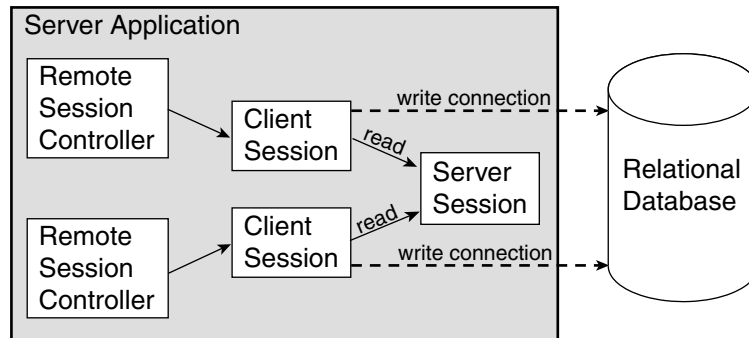 Server Application
Remote
Session
Controller
Client
Session
write connection
read
Server
Session
Relational
Database
Remote
Session
Controller
Client
Session
read
write connection